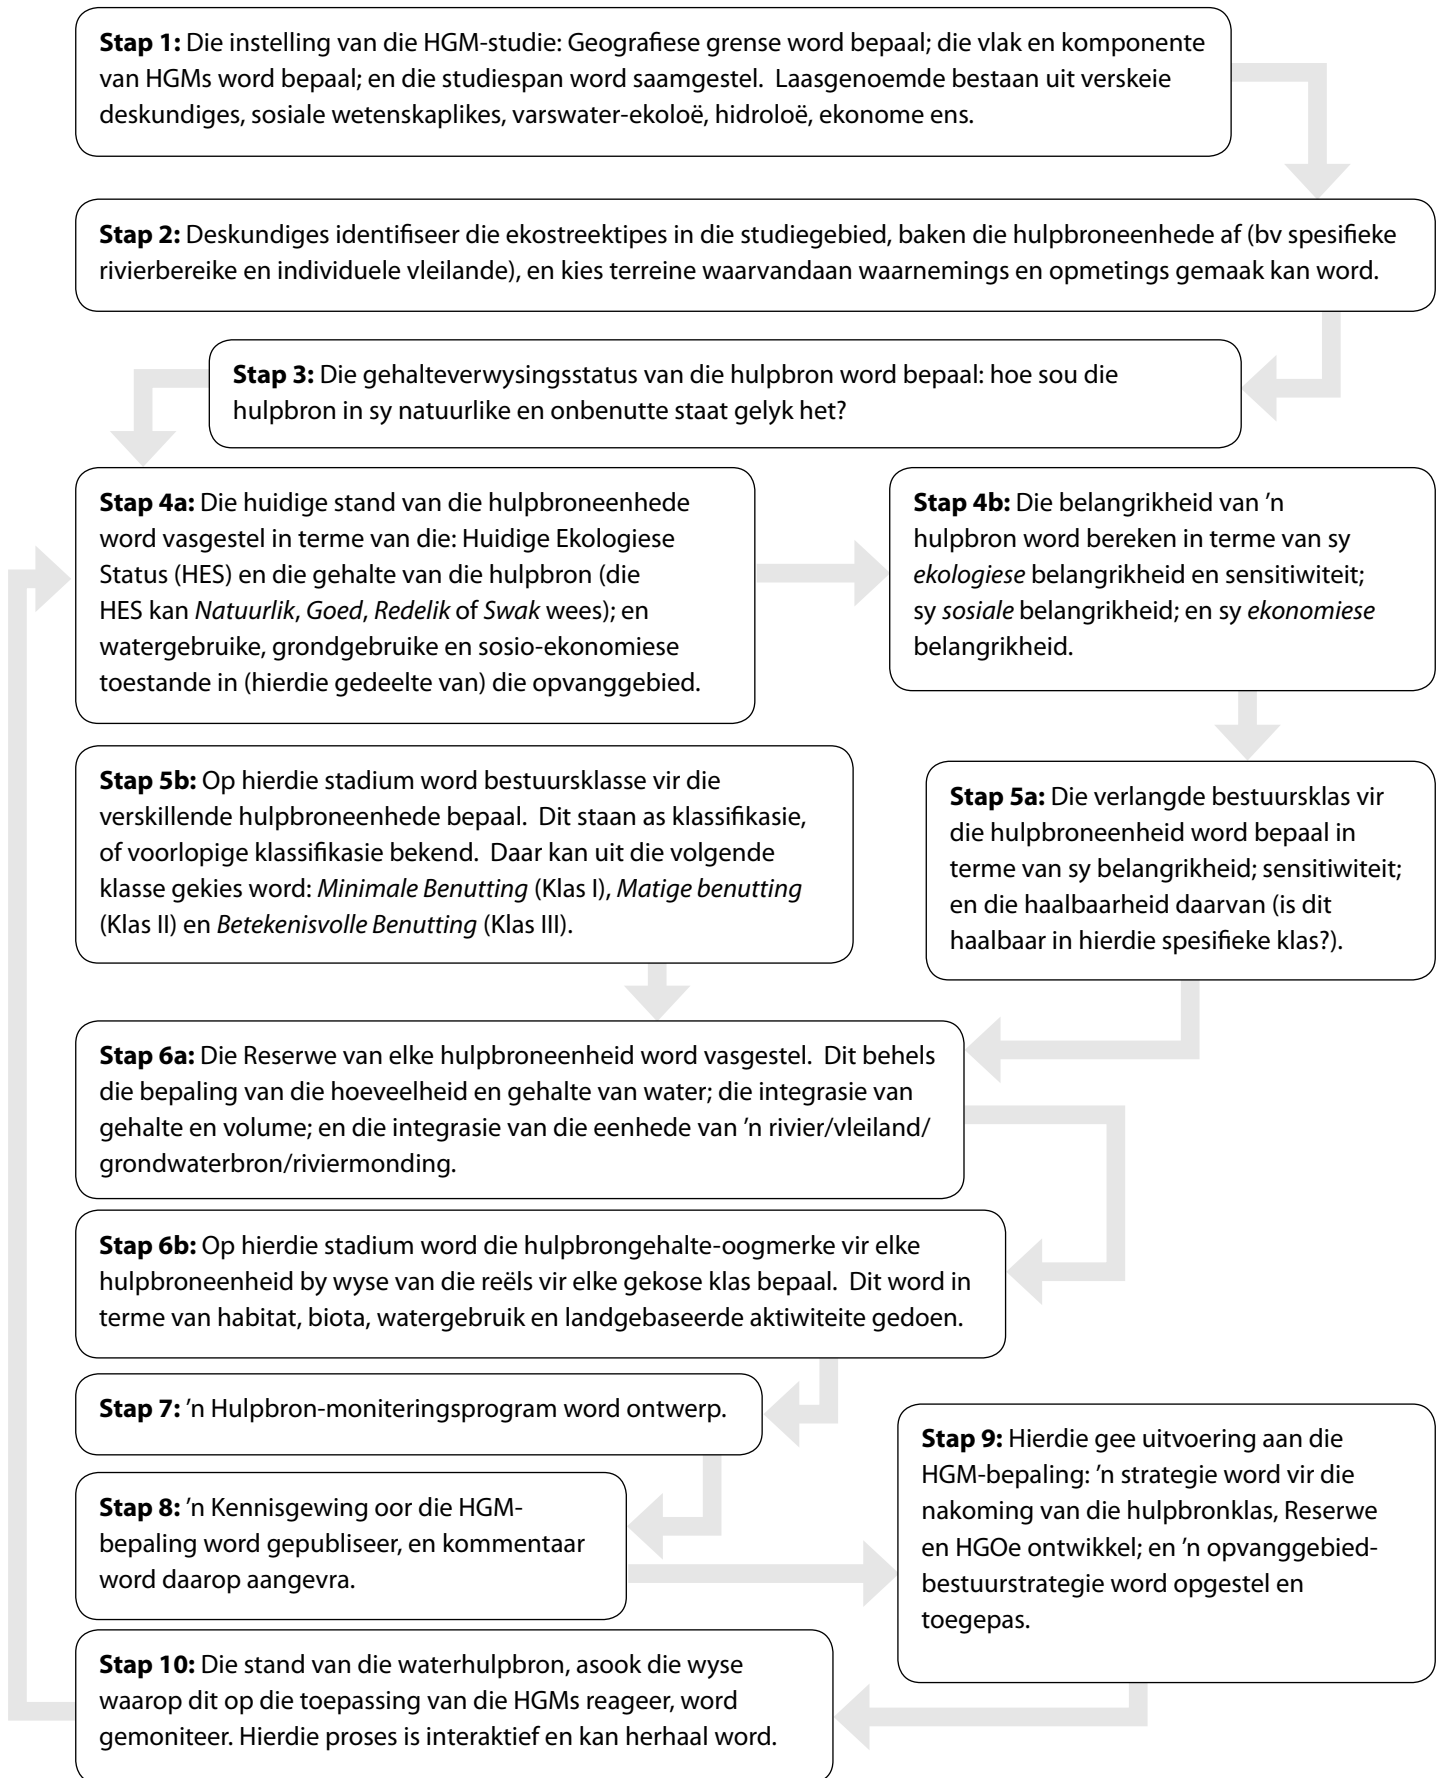 Stap 1: Die instelling van die HGM-studie: Geografiese grense word bepaal; die vlak en komponente
van HGMs word bepaal; en die studiespan word saamgestel. Laasgenoemde bestaan uit verskeie
deskundiges, sosiale wetenskaplikes, varswater-ekoloë, hidroloë, ekonome ens.
Stap 2: Deskundiges identifiseer die ekostreektipes in die studiegebied, baken die hulpbroneenhede af (bv spesifieke
rivierbereike en individuele vleilande), en kies terreine waarvandaan waarnemings en opmetings gemaak kan word.
Stap 3: Die gehalteverwysingsstatus van die hulpbron word bepaal: hoe sou die
hulpbron in sy natuurlike en onbenutte staat gelyk het?
Stap 4a: Die huidige stand van die hulpbroneenhede
word vasgestel in terme van die: Huidige Ekologiese
Status (HES) en die gehalte van die hulpbron (die
HES kan Natuurlik, Goed, Redelik of Swak wees); en
watergebruike, grondgebruike en sosio-ekonomiese
toestande in (hierdie gedeelte van) die opvanggebied.
Stap 4b: Die belangrikheid van 'n
hulpbron word bereken in terme van sy
ekologiese belangrikheid en sensitiwiteit;
sy sosiale belangrikheid; en sy ekonomiese
belangrikheid.
Stap 5b: Op hierdie stadium word bestuursklasse vir die
verskillende hulpbroneenhede bepaal. Dit staan as klassifikasie,
of voorlopige klassifikasie bekend. Daar kan uit die volgende
klasse gekies word: Minimale Benutting (Klas I), Matige benutting
(Klas II) en Betekenisvolle Benutting (Klas III).
Stap 5a: Die verlangde bestuursklas vir
die hulpbroneenheid word bepaal in
terme van sy belangrikheid; sensitiwiteit;
en die haalbaarheid daarvan (is dit
haalbaar in hierdie spesifieke klas?).
Stap 6a: Die Reserwe van elke hulpbroneenheid word vasgestel. Dit behels
die bepaling van die hoeveelheid en gehalte van water; die integrasie van
gehalte en volume; en die integrasie van die eenhede van 'n rivier/vleiland/
grondwaterbron/riviermonding.
Stap 6b: Op hierdie stadium word die hulpbrongehalte-oogmerke vir elke
hulpbroneenheid by wyse van die reëls vir elke gekose klas bepaal. Dit word in
terme van habitat, biota, watergebruik en landgebaseerde aktiwiteite gedoen.
Stap 7: 'n Hulpbron-moniteringsprogram word ontwerp.
Stap 8: 'n Kennisgewing oor die HGM-
bepaling word gepubliseer, en kommentaar
word daarop aangevra.
Stap 9: Hierdie gee uitvoering aan die
HGM-bepaling: 'n strategie word vir die
nakoming van die hulpbronklas, Reserwe
en HGOe ontwikkel; en 'n opvanggebied-
bestuurstrategie word opgestel en
toegepas.
Stap 10: Die stand van die waterhulpbron, asook die wyse
waarop dit op die toepassing van die HGMs reageer, word
gemoniteer. Hierdie proses is interaktief en kan herhaal word.